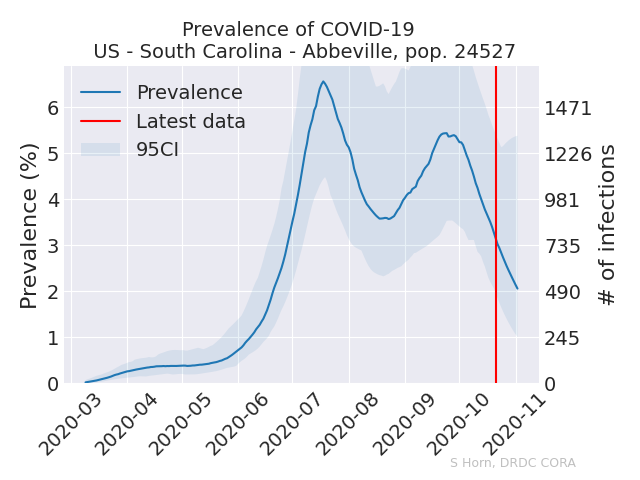 Prevalence of COVID-19
US - South Carolina - Abbeville, pop. 24527
Prevalence
Latest data
95CI
Prevalence (%)
6
5
4
3
2
1
0
1471
1226
981
735
490
245
0
# of infections
2020-03
2020-04
2020-05
2020-06
2020-07
2020-08
2020-09
2020-10
2020-11
S Horn, DRDC CORA